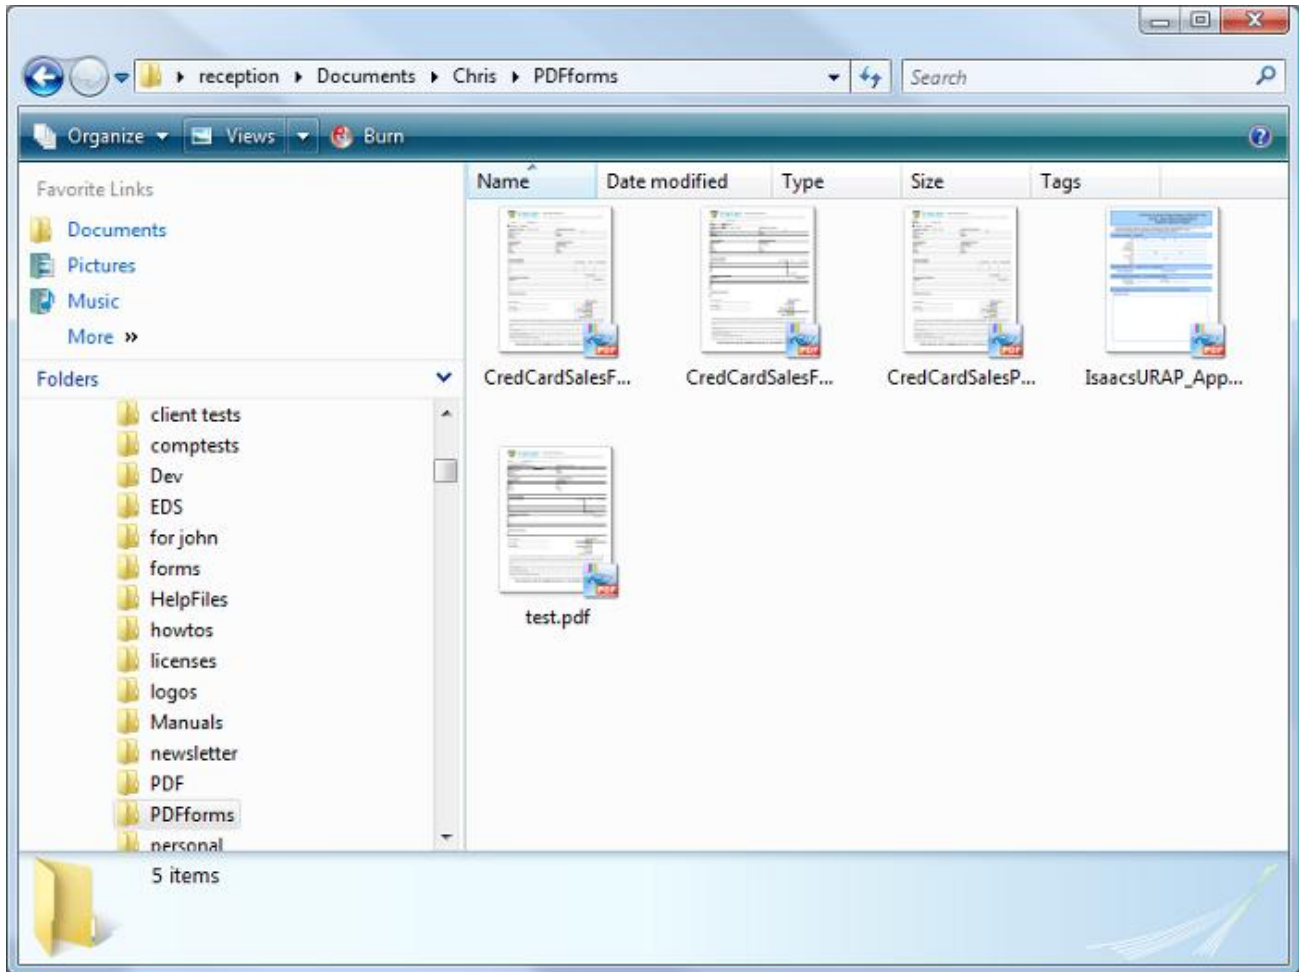 reception ▸ Documents ▸ Chris ▸ PDFforms
Search
Organize Views Burn
Favorite Links
Documents
Pictures
Music
More »
Folders
client tests
comptests
Dev
EDS
for john
forms
HelpFiles
howtos
licenses
logos
Manuals
newsletter
PDF
PDFforms
personal
Name Date modified Type Size Tags
CredCardSalesF... CredCardSalesF... CredCardSalesP... IsaacsURAP_App...
test.pdf
5 items